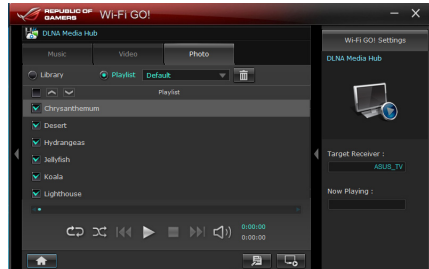 REPUBLIC OF GAMERS Wi-Fi GO!
DLNA Media Hub
Music Video Photo
Library Playlist Default
Playlist
Chrysanthemum
Desert
Hydrangeas
Jellyfish
Koala
Lighthouse
0:00:00
0:00:00
Wi-Fi GO! Settings
DLNA Media Hub
Target Receiver :
ASUS_TV
Now Playing :